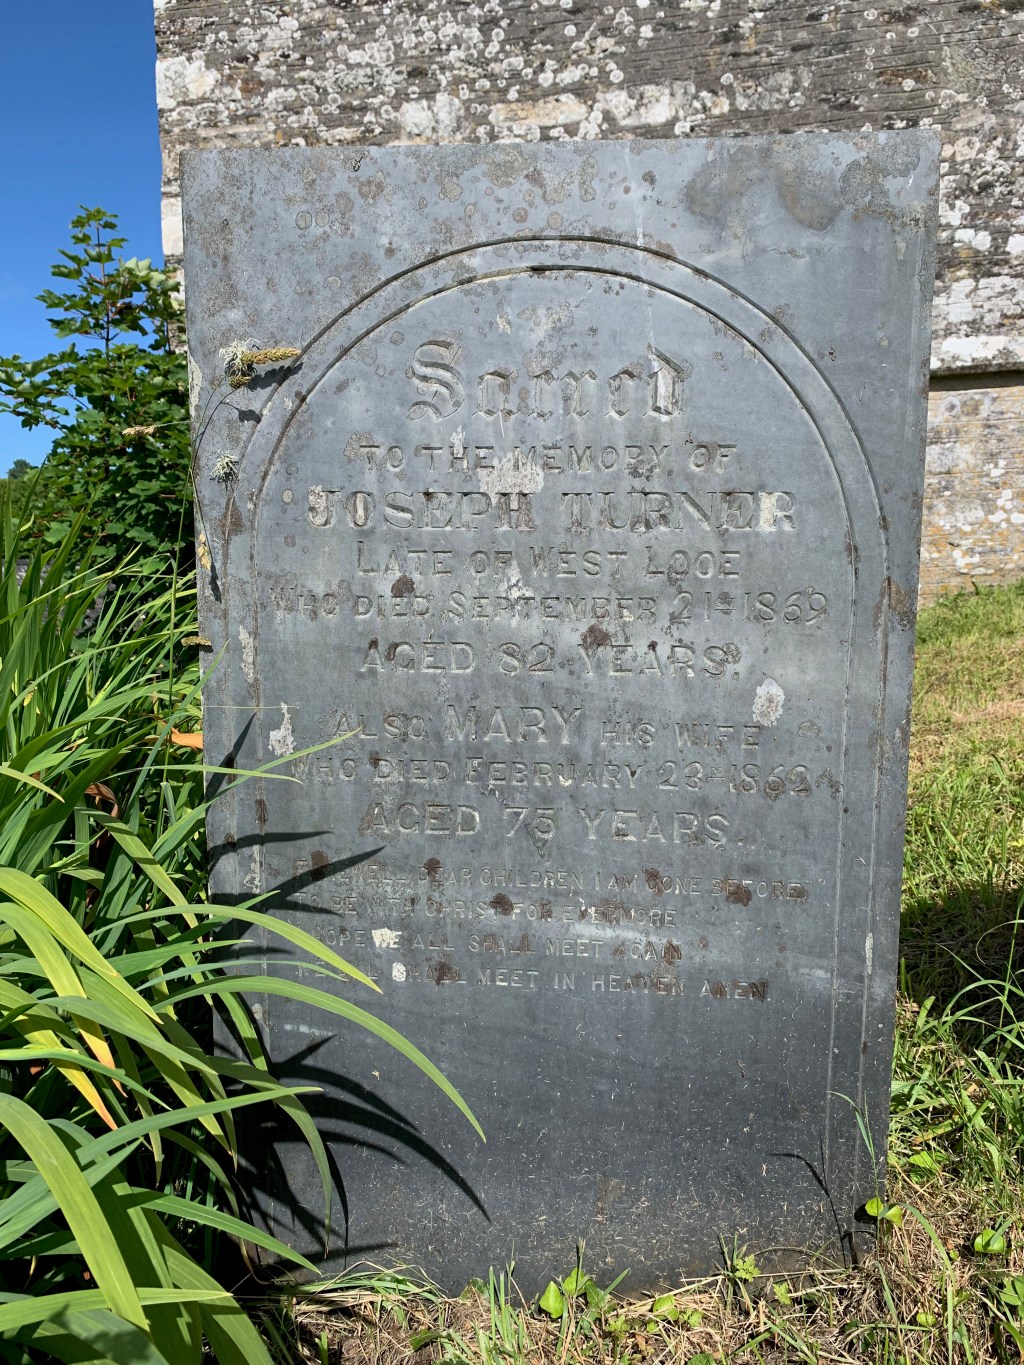 Sacred
TO THE MEMORY OF
JOSEPH TURNER
LATE OF WEST LOOE
WHO DIED SEPTEMBER 21st 1869
AGED 82 YEARS.
ALSO MARY HIS WIFE
WHO DIED FEBRUARY 23rd 1862
AGED 75 YEARS.
FAREWELL DEAR CHILDREN, I AM GONE BEFORE,
TO BE WITH CHRIST FOR EVERMORE
I HOPE WE ALL SHALL MEET AGAIN
SHALL MEET IN HEAVEN AMEN.